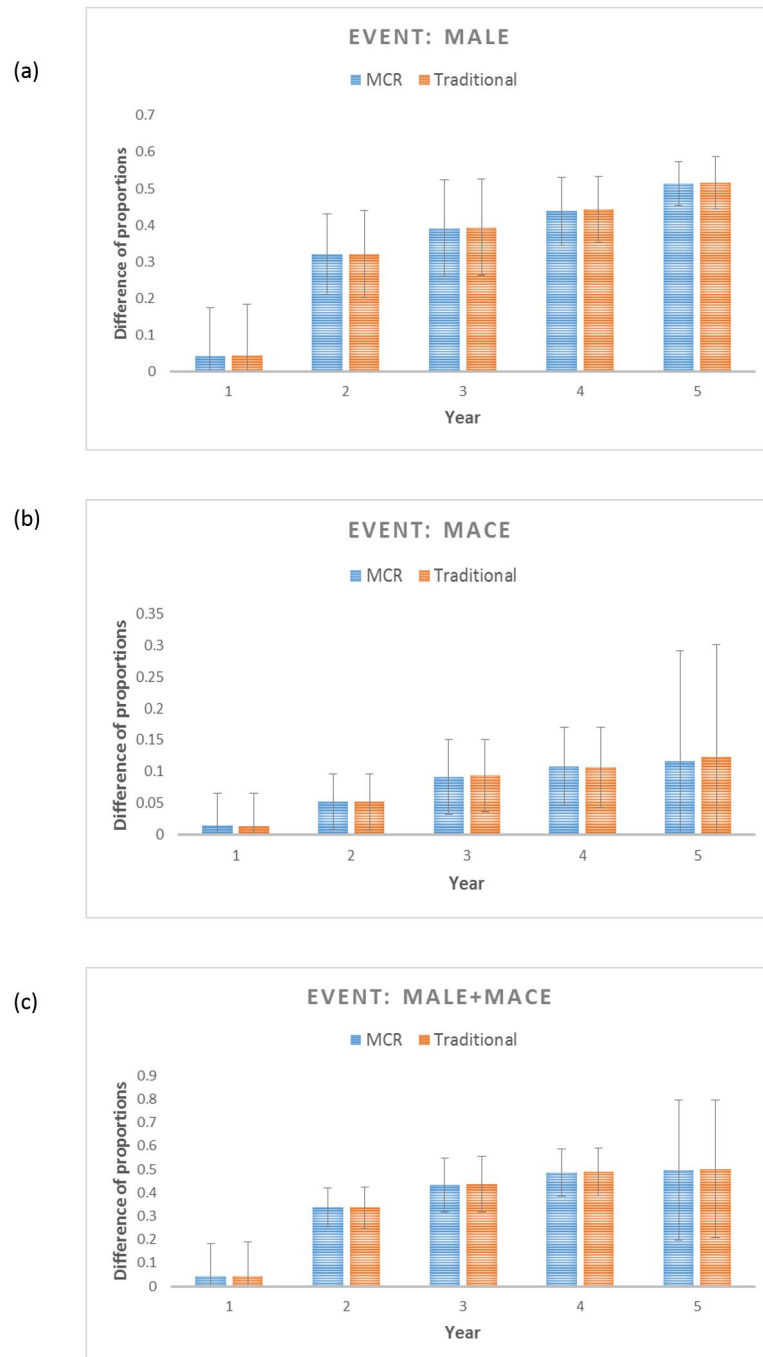 (a)
EVENT: MALE
MCR Traditional
Difference of proportions
0.7
0.6
0.5
0.4
0.3
0.2
0.1
0
1 2 3 4 5
Year
(b)
EVENT: MACE
MCR Traditional
Difference of proportions
0.35
0.3
0.25
0.2
0.15
0.1
0.05
0
1 2 3 4 5
Year
(c)
EVENT: MALE+MACE
MCR Traditional
Difference of proportions
0.9
0.8
0.7
0.6
0.5
0.4
0.3
0.2
0.1
0
1 2 3 4 5
Year